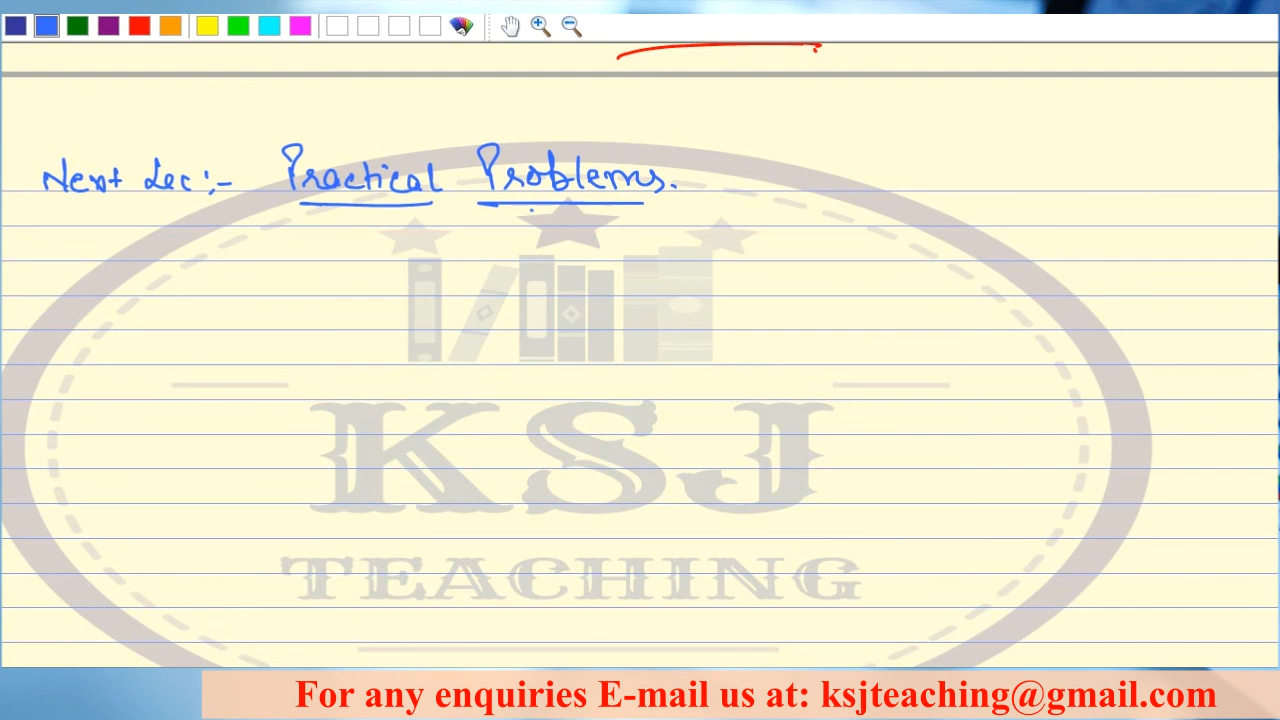 Next Lec :- Practical Problems.
KSJ
TEACHING
For any enquiries E-mail us at: ksjteaching@gmail.com